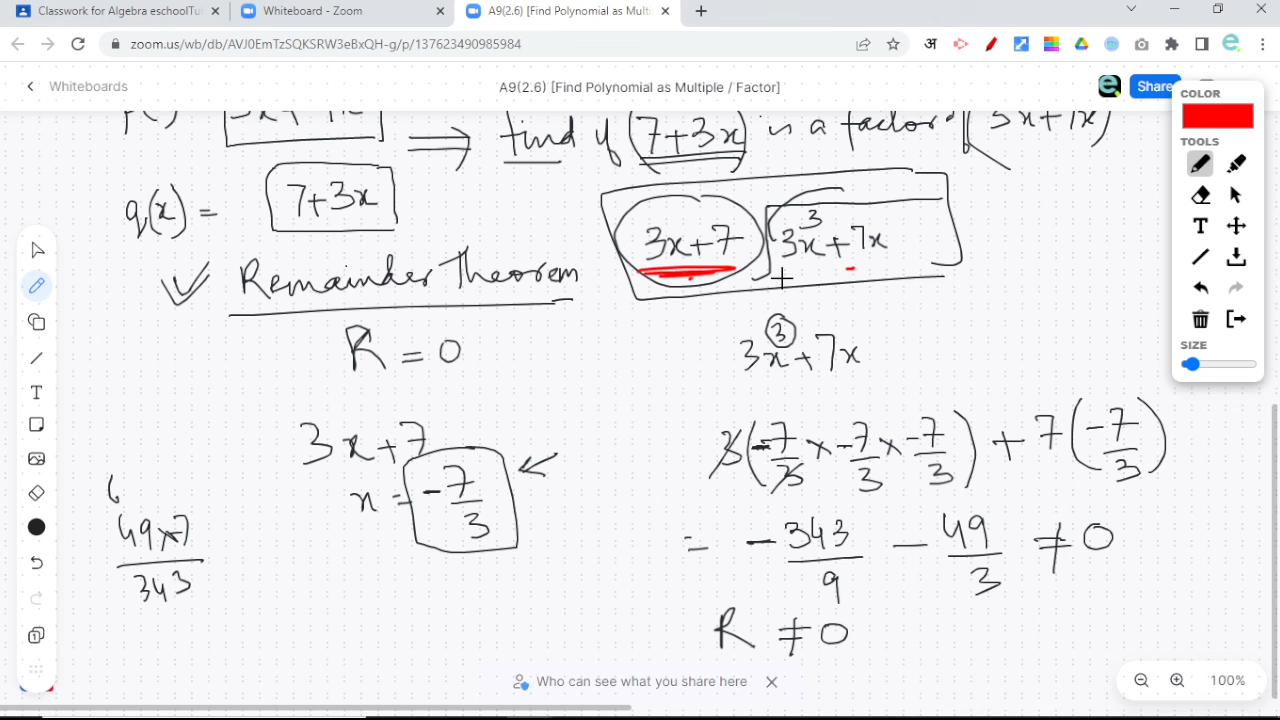 Classwork for Algebra eschoolTut
Whiteboard - Zoom
A9(2.6) [Find Polynomial as Multi
zoom.us/wb/db/AVJ0EmTzSQKSRW3eBxQH-g/p/137623490985984
अ
Whiteboards
A9(2.6) [Find Polynomial as Multiple / Factor]
Share
COLOR
TOOLS
T
SIZE
⟹ find if (7+3x) is a factor
q(x) = 7+3x
3x+7 3x³+7x
Remainder Theorem
R = 0
3x³+7x
3x+7
x = -7/3
3(-7/3 × -7/3 × -7/3) + 7(-7/3)
49×7
343
= -343/9 - 49/3 ≠ 0
R ≠ 0
T
Who can see what you share here
100%